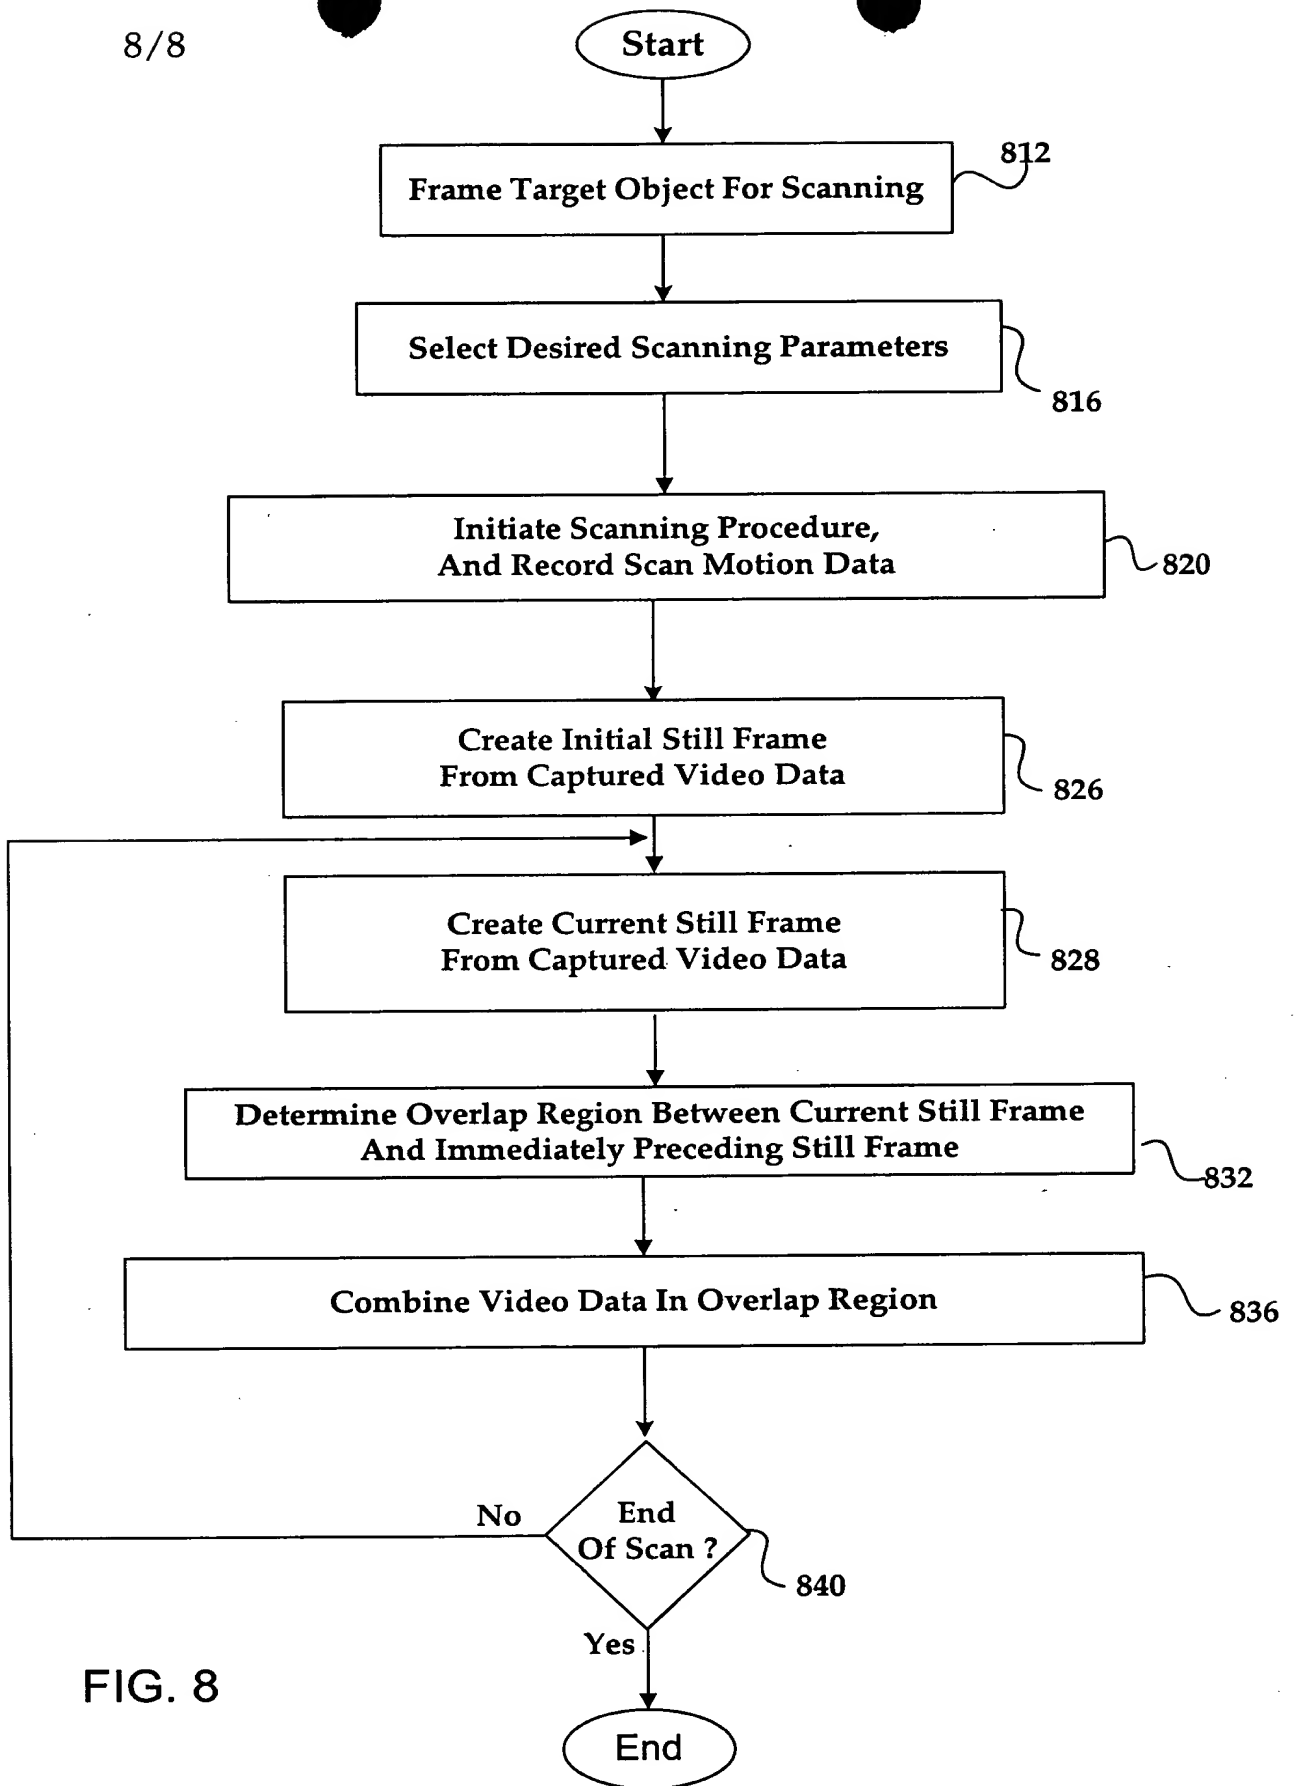 8/8
Start
Frame Target Object For Scanning
812
Select Desired Scanning Parameters
816
Initiate Scanning Procedure,
And Record Scan Motion Data
820
Create Initial Still Frame
From Captured Video Data
826
Create Current Still Frame
From Captured Video Data
828
Determine Overlap Region Between Current Still Frame
And Immediately Preceding Still Frame
832
Combine Video Data In Overlap Region
836
No
End
Of Scan ?
840
Yes
FIG. 8
End